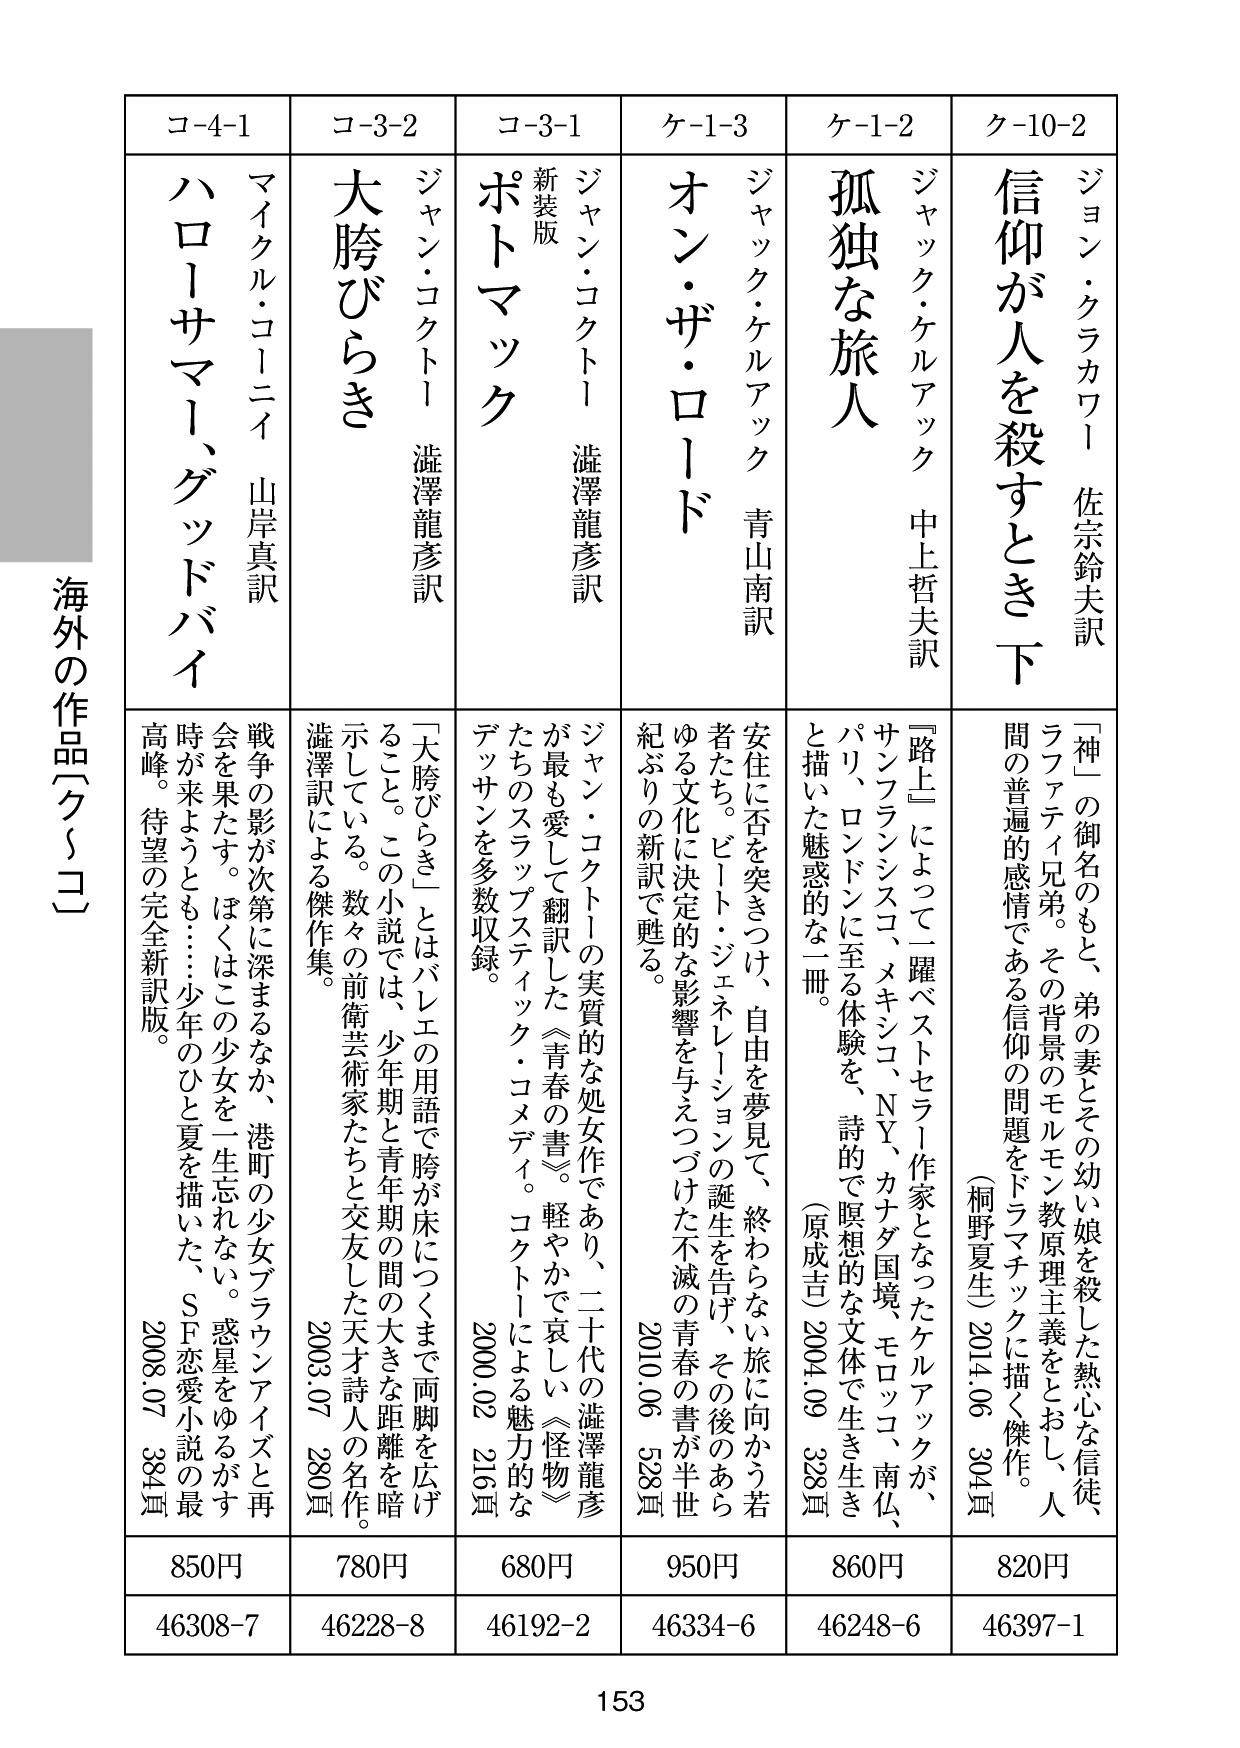 ク-10-2
ジョン・クラカワー　佐宗鈴夫訳
信仰が人を殺すとき 下
「神」の御名のもと、弟の妻とその幼い娘を殺した熱心な信徒、
ラファティ兄弟。その背景のモルモン教原理主義をとおし、人
間の普遍的感情である信仰の問題をドラマチックに描く傑作。
（桐野夏生）2014.06　304頁
820円
46397-1
ケ-1-2
ジャック・ケルアック　中上哲夫訳
孤独な旅人
『路上』によって一躍ベストセラー作家となったケルアックが、
サンフランシスコ、メキシコ、NY、カナダ国境、モロッコ、南仏、
パリ、ロンドンに至る体験を、詩的で瞑想的な文体で生き生き
と描いた魅惑的な一冊。　（原成吉）2004.09　328頁
860円
46248-6
ケ-1-3
ジャック・ケルアック　青山南訳
オン・ザ・ロード
安住に否を突きつけ、自由を夢見て、終わらない旅に向かう若
者たち。ビート・ジェネレーションの誕生を告げ、その後のあら
ゆる文化に決定的な影響を与えつづけた不滅の青春の書が半世
紀ぶりの新訳で甦る。　2010.06　528頁
950円
46334-6
コ-3-1
ジャン・コクトー　澁澤龍彥訳
新装版
ポトマック
ジャン・コクトーの実質的な処女作であり、二十代の澁澤龍彥
が最も愛して翻訳した《青春の書》。軽やかで哀しい《怪物》
たちのスラップスティック・コメディ。コクトーによる魅力的な
デッサンを多数収録。　2000.02　216頁
680円
46192-2
コ-3-2
ジャン・コクトー　澁澤龍彥訳
大胯びらき
「大胯びらき」とはバレエの用語で胯が床につくまで両脚を広げ
ること。この小説では、少年期と青年期の間の大きな距離を暗
示している。数々の前衛芸術家たちと交友した天才詩人の名作。
澁澤訳による傑作集。　2003.07　280頁
780円
46228-8
コ-4-1
マイクル・コーニイ　山岸真訳
ハローサマー、グッドバイ
戦争の影が次第に深まるなか、港町の少女ブラウンアイズと再
会を果たす。ぼくはこの少女を一生忘れない。惑星をゆるがす
時が来ようとも……少年のひと夏を描いた、SF恋愛小説の最
高峰。待望の完全新訳版。　2008.07　384頁
850円
46308-7
海外の作品〔ク〜コ〕
153